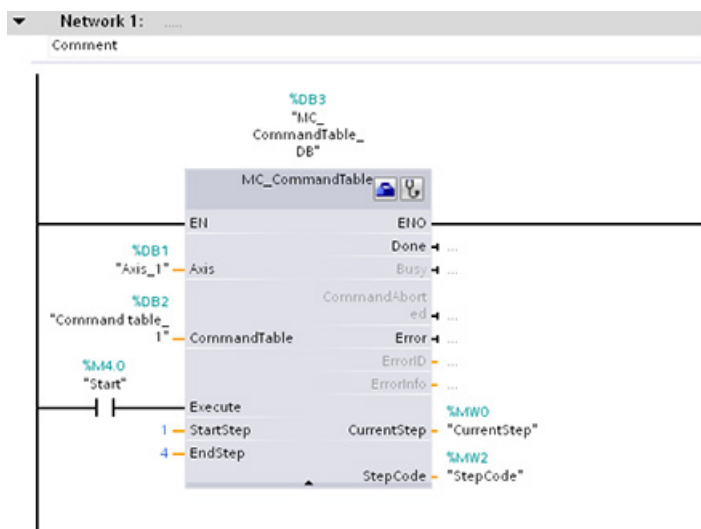 Network 1: .....
Comment
%DB3
"MC_
CommandTable_
DB"
MC_CommandTable
EN ENO
Done ...
%DB1
"Axis_1" Axis Busy ...
%DB2
"Command table_
1" CommandTable
CommandAbort
ed ...
Error ...
ErrorID ...
ErrorInfo ...
%M4.0
"Start" Execute
%MW0
1 StartStep CurrentStep "CurrentStep"
4 EndStep
%MW2
StepCode "StepCode"